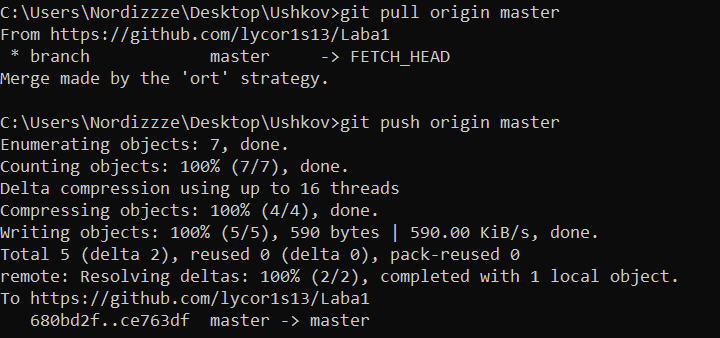 C:\Users\Nordizzze\Desktop\Ushkov>git pull origin master
From https://github.com/lycor1s13/Laba1
 * branch            master     -> FETCH_HEAD
Merge made by the 'ort' strategy.

C:\Users\Nordizzze\Desktop\Ushkov>git push origin master
Enumerating objects: 7, done.
Counting objects: 100% (7/7), done.
Delta compression using up to 16 threads
Compressing objects: 100% (4/4), done.
Writing objects: 100% (5/5), 590 bytes | 590.00 KiB/s, done.
Total 5 (delta 2), reused 0 (delta 0), pack-reused 0
remote: Resolving deltas: 100% (2/2), completed with 1 local object.
To https://github.com/lycor1s13/Laba1
   680bd2f..ce763df  master -> master